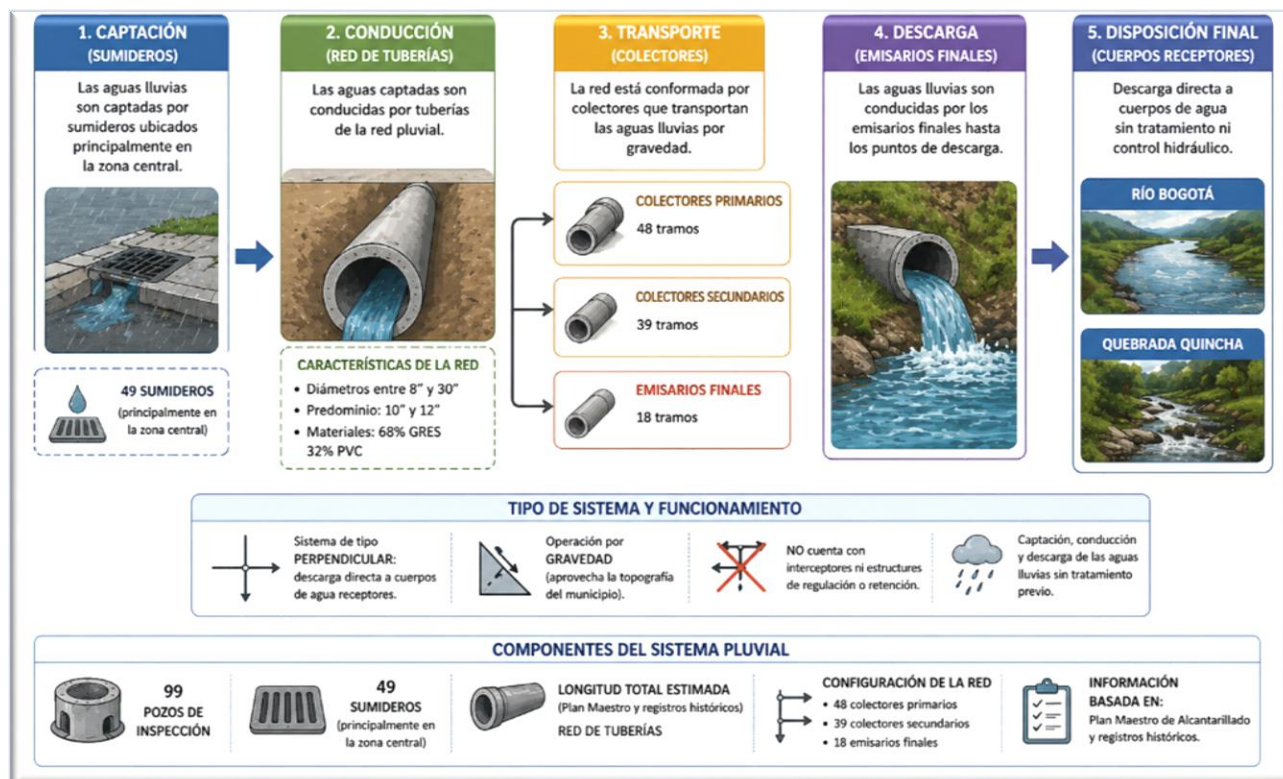 1. CAPTACIÓN
(SUMIDEROS)
Las aguas lluvias
son captadas por
sumideros ubicados
principalmente en
la zona central.
49 SUMIDEROS
(principalmente en
la zona central)
2. CONDUCCIÓN
(RED DE TUBERÍAS)
Las aguas captadas son
conducidas por tuberías
de la red pluvial.
CARACTERÍSTICAS DE LA RED
• Diámetros entre 8" y 30"
• Predominio: 10" y 12"
• Materiales: 68% GRES
32% PVC
3. TRANSPORTE
(COLECTORES)
La red está conformada por
colectores que transportan
las aguas lluvias por
gravedad.
COLECTORES PRIMARIOS
48 tramos
COLECTORES SECUNDARIOS
39 tramos
EMISARIOS FINALES
18 tramos
4. DESCARGA
(EMISARIOS FINALES)
Las aguas lluvias son
conducidas por los
emisarios finales hasta
los puntos de descarga.
5. DISPOSICIÓN FINAL
(CUERPOS RECEPTORES)
Descarga directa a
cuerpos de agua
sin tratamiento ni
control hidráulico.
RÍO BOGOTÁ
QUEBRADA QUINCHA
TIPO DE SISTEMA Y FUNCIONAMIENTO
Sistema de tipo
PERPENDICULAR:
descarga directa a cuerpos
de agua receptores.
Operación por
GRAVEDAD
(aprovecha la topografía
del municipio).
NO cuenta con
interceptores ni estructures
de regulación o retención.
Captación, conducción
y descarga de las aguas
lluvias sin tratamiento
previo.
COMPONENTES DEL SISTEMA PLUVIAL
99
POZOS DE
INSPECCIÓN
49
SUMIDEROS
(principalmente en
la zona central)
LONGITUD TOTAL ESTIMADA
(Plan Maestro y registros históricos)
RED DE TUBERÍAS
CONFIGURACIÓN DE LA RED
• 48 colectores primarios
• 39 colectores secundarios
• 18 emisarios finales
INFORMACIÓN
BASADA EN:
Plan Maestro de Alcantarillado
y registros históricos.